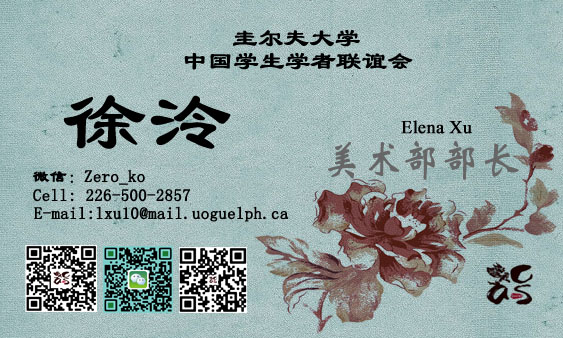 圭尔夫大学
中国学生学者联谊会
徐泠
Elena Xu
美术部部长
微信: Zero_ko
Cell: 226-500-2857
E-mail:lxu10@mail.uoguelph.ca